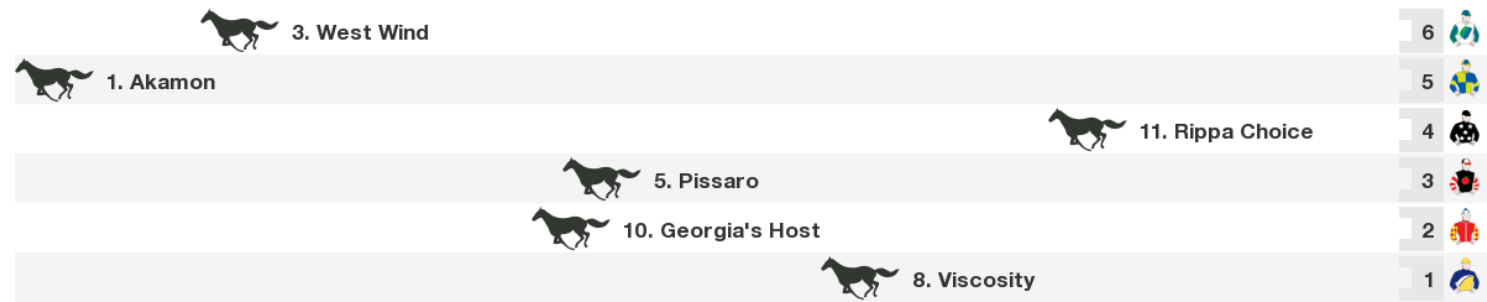 3. West Wind 6
1. Akamon 5
11. Rippa Choice 4
5. Pissaro 3
10. Georgia's Host 2
8. Viscosity 1